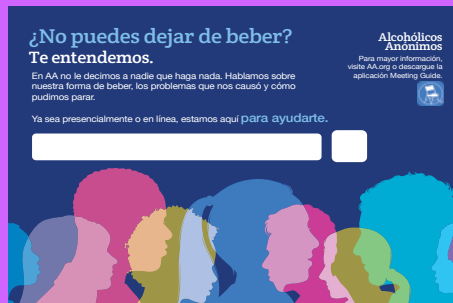 ¿No puedes dejar de beber?
Te entendemos.
En AA no le decimos a nadie que haga nada. Hablamos sobre
nuestra forma de beber, los problemas que nos causó y cómo
pudimos parar.
Ya sea presencialmente o en línea, estamos aquí para ayudarte.
Alcohólicos
Anónimos
Para mayor información,
visite AA.org o descargue la
aplicación Meeting Guide.